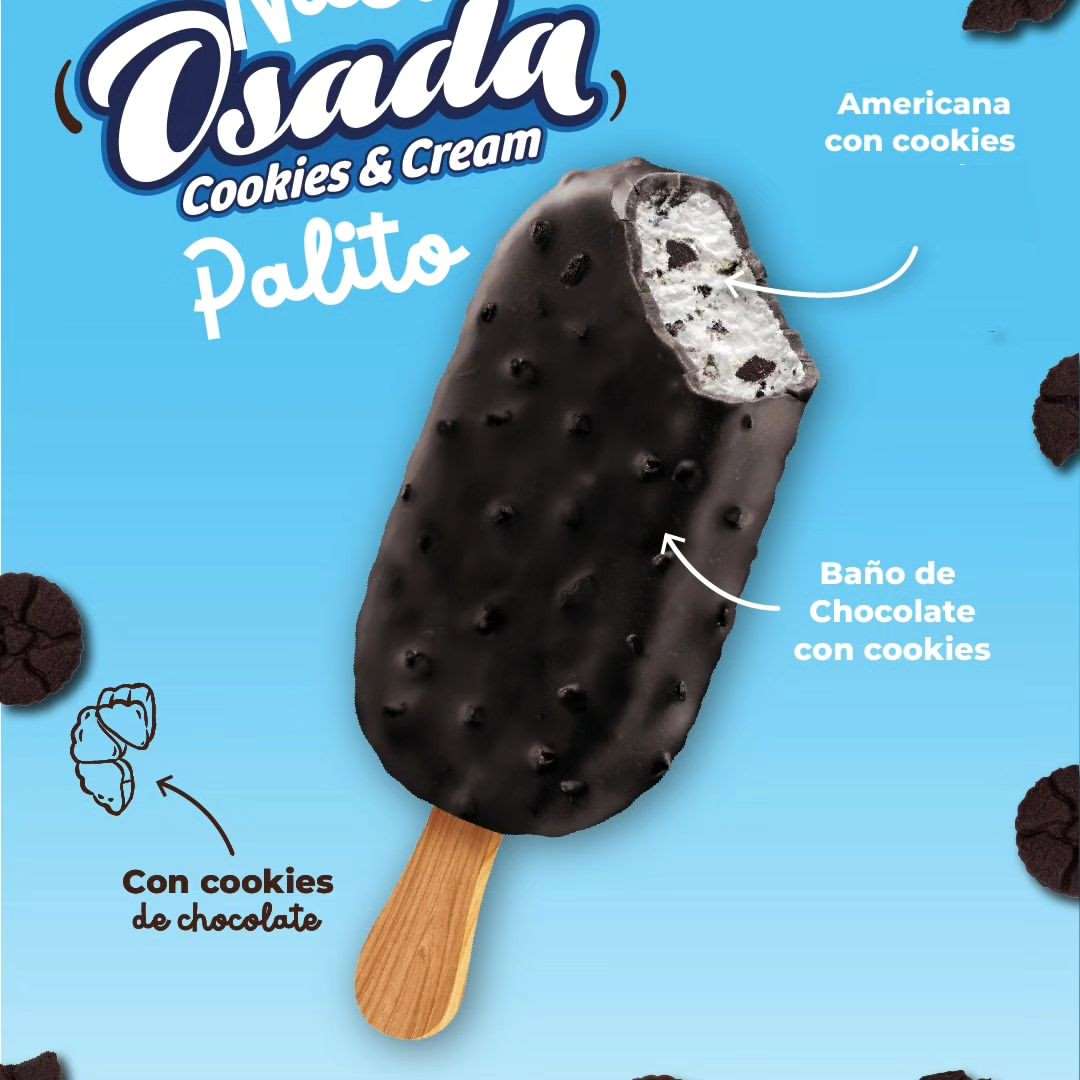 Osada
Cookies & Cream
Palito
Americana
con cookies
Baño de
Chocolate
con cookies
Con cookies
de chocolate